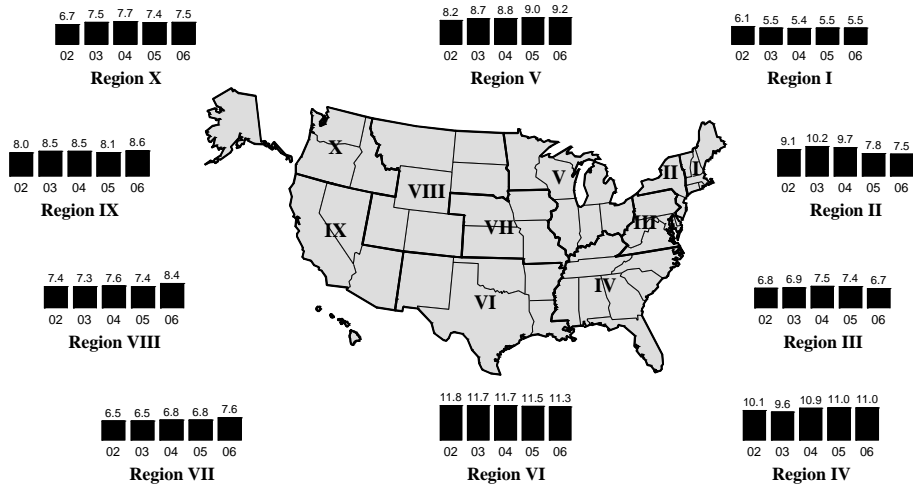 6.7 7.5 7.7 7.4 7.5
02 03 04 05 06
Region X
8.2 8.7 8.8 9.0 9.2
02 03 04 05 06
Region V
6.1 5.5 5.4 5.5 5.5
02 03 04 05 06
Region I
8.0 8.5 8.5 8.1 8.6
02 03 04 05 06
Region IX
9.1 10.2 9.7 7.8 7.5
02 03 04 05 06
Region II
X
V
II
I
VIII
IX
VII
III
VI
IV
7.4 7.3 7.6 7.4 8.4
02 03 04 05 06
Region VIII
6.8 6.9 7.5 7.4 6.7
02 03 04 05 06
Region III
6.5 6.5 6.8 6.8 7.6
02 03 04 05 06
Region VII
11.8 11.7 11.7 11.5 11.3
02 03 04 05 06
Region VI
10.1 9.6 10.9 11.0 11.0
02 03 04 05 06
Region IV